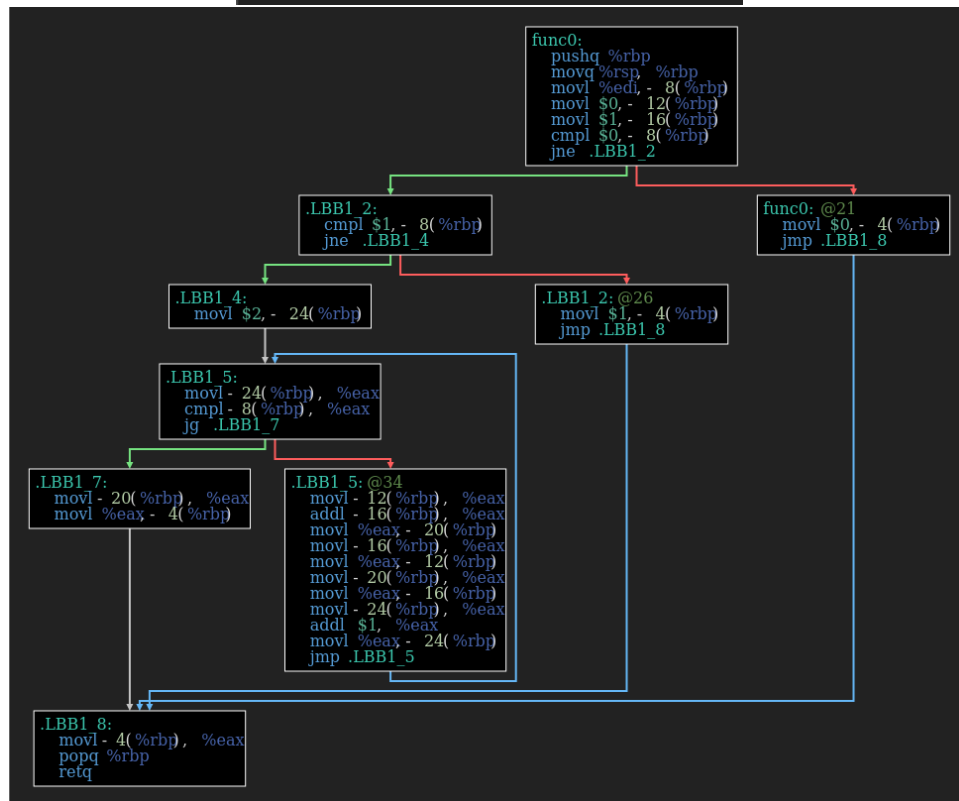 func0:
pushq %rbp
movq %rsp, %rbp
movl %edi, - 8(%rbp)
movl $0, - 12(%rbp)
movl $1, - 16(%rbp)
cmpl $0, - 8(%rbp)
jne .LBB1_2
.LBB1_2:
cmpl $1, - 8(%rbp)
jne .LBB1_4
func0: @21
movl $0, - 4(%rbp)
jmp .LBB1_8
.LBB1_4:
movl $2, - 24(%rbp)
.LBB1_2: @26
movl $1, - 4(%rbp)
jmp .LBB1_8
.LBB1_5:
movl - 24(%rbp), %eax
cmpl - 8(%rbp), %eax
jg .LBB1_7
.LBB1_7:
movl - 20(%rbp), %eax
movl %eax, - 4(%rbp)
.LBB1_5: @34
movl - 12(%rbp), %eax
addl - 16(%rbp), %eax
movl %eax, - 20(%rbp)
movl - 16(%rbp), %eax
movl %eax, - 12(%rbp)
movl - 20(%rbp), %eax
movl %eax, - 16(%rbp)
movl - 24(%rbp), %eax
addl $1, %eax
movl %eax, - 24(%rbp)
jmp .LBB1_5
.LBB1_8:
movl - 4(%rbp), %eax
popq %rbp
retq